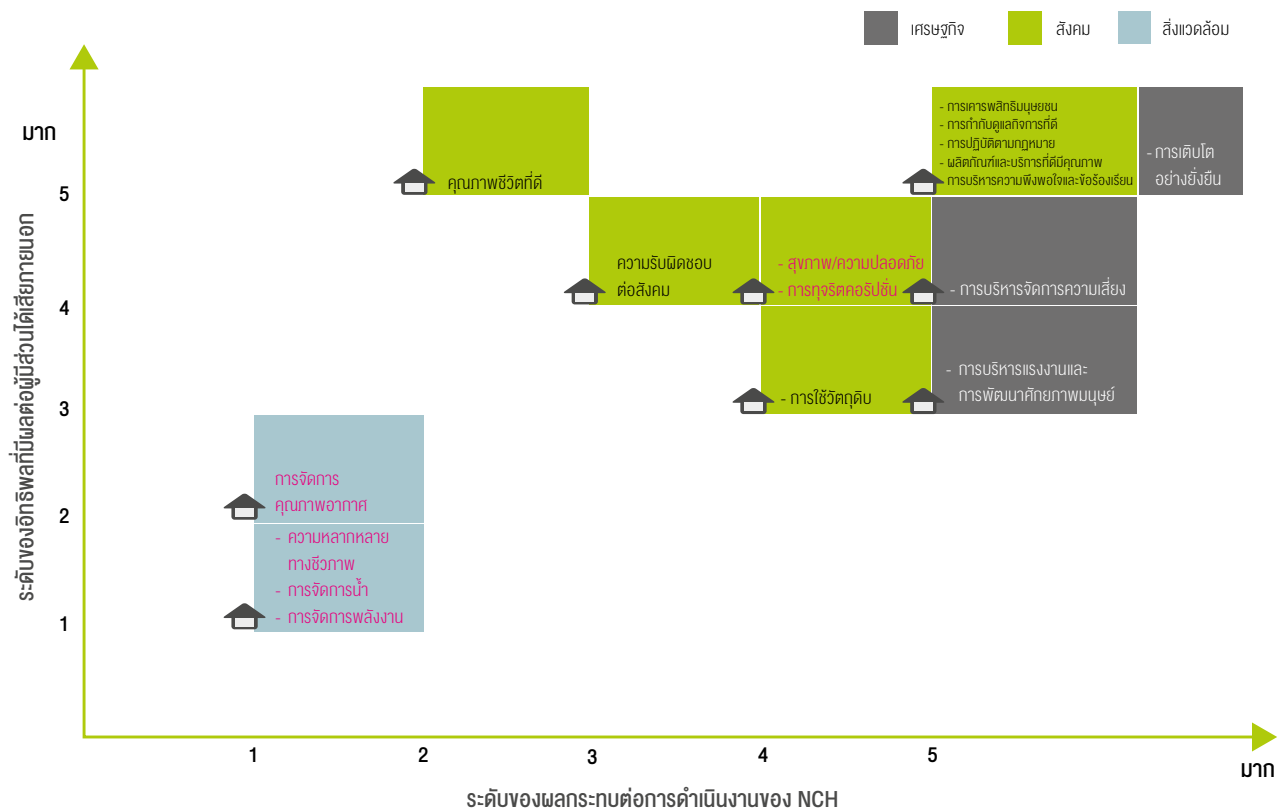 เศรษฐกิจ
สังคม
สิ่งแวดล้อม
มาก
5
4
3
2
1
ระดับของอิทธิพลที่มีผลต่อผู้มีส่วนได้เสียภายนอก
คุณภาพชีวิตที่ดี
- การเคารพสิทธิมนุษยชน
- การกำกับดูแลกิจการที่ดี
- การปฏิบัติตามกฎหมาย
- ผลิตภัณฑ์และบริการที่ดีมีคุณภาพ
- การบริหารความพึงพอใจและข้อร้องเรียน
- การเติบโต
อย่างยั่งยืน
ความรับผิดชอบ
ต่อสังคม
- สุขภาพ/ความปลอดภัย
- การทุจริตคอรัปชั่น
- การบริหารจัดการความเสี่ยง
- การใช้วัตถุดิบ
- การบริหารแรงงานและ
การพัฒนาศักยภาพมนุษย์
การจัดการ
คุณภาพอากาศ
- ความหลากหลาย
ทางชีวภาพ
- การจัดการน้ำ
- การจัดการพลังงาน
1
2
3
4
5
มาก
ระดับของผลกระทบต่อการดำเนินงานของ NCH